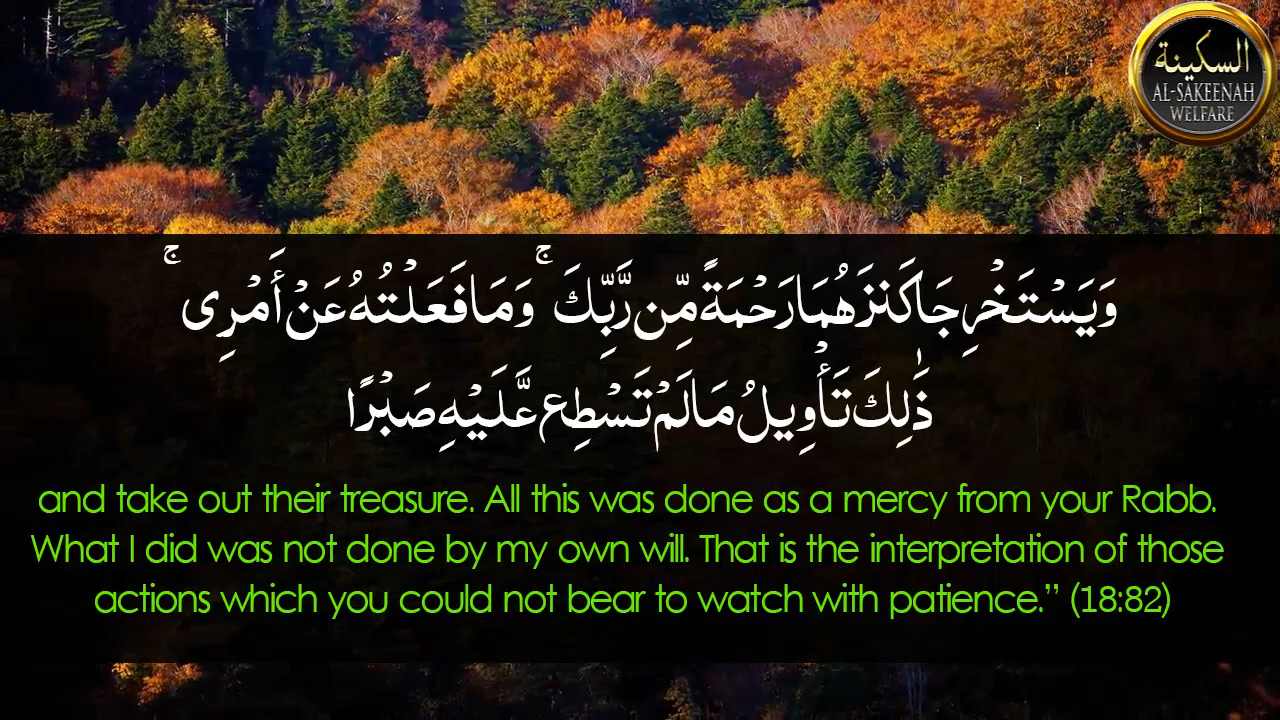 السكينة
AL-SAKEENAH
WELFARE
وَيَسْتَخْرِجَا كَنزَهُمَا رَحْمَةً مِّن رَّبِّكَ ۚ وَمَا فَعَلْتُهُ عَنْ أَمْرِى ۚ
ذَٰلِكَ تَأْوِيلُ مَا لَمْ تَسْطِع عَّلَيْهِ صَبْرًا
and take out their treasure. All this was done as a mercy from your Rabb.
What I did was not done by my own will. That is the interpretation of those
actions which you could not bear to watch with patience.” (18:82)